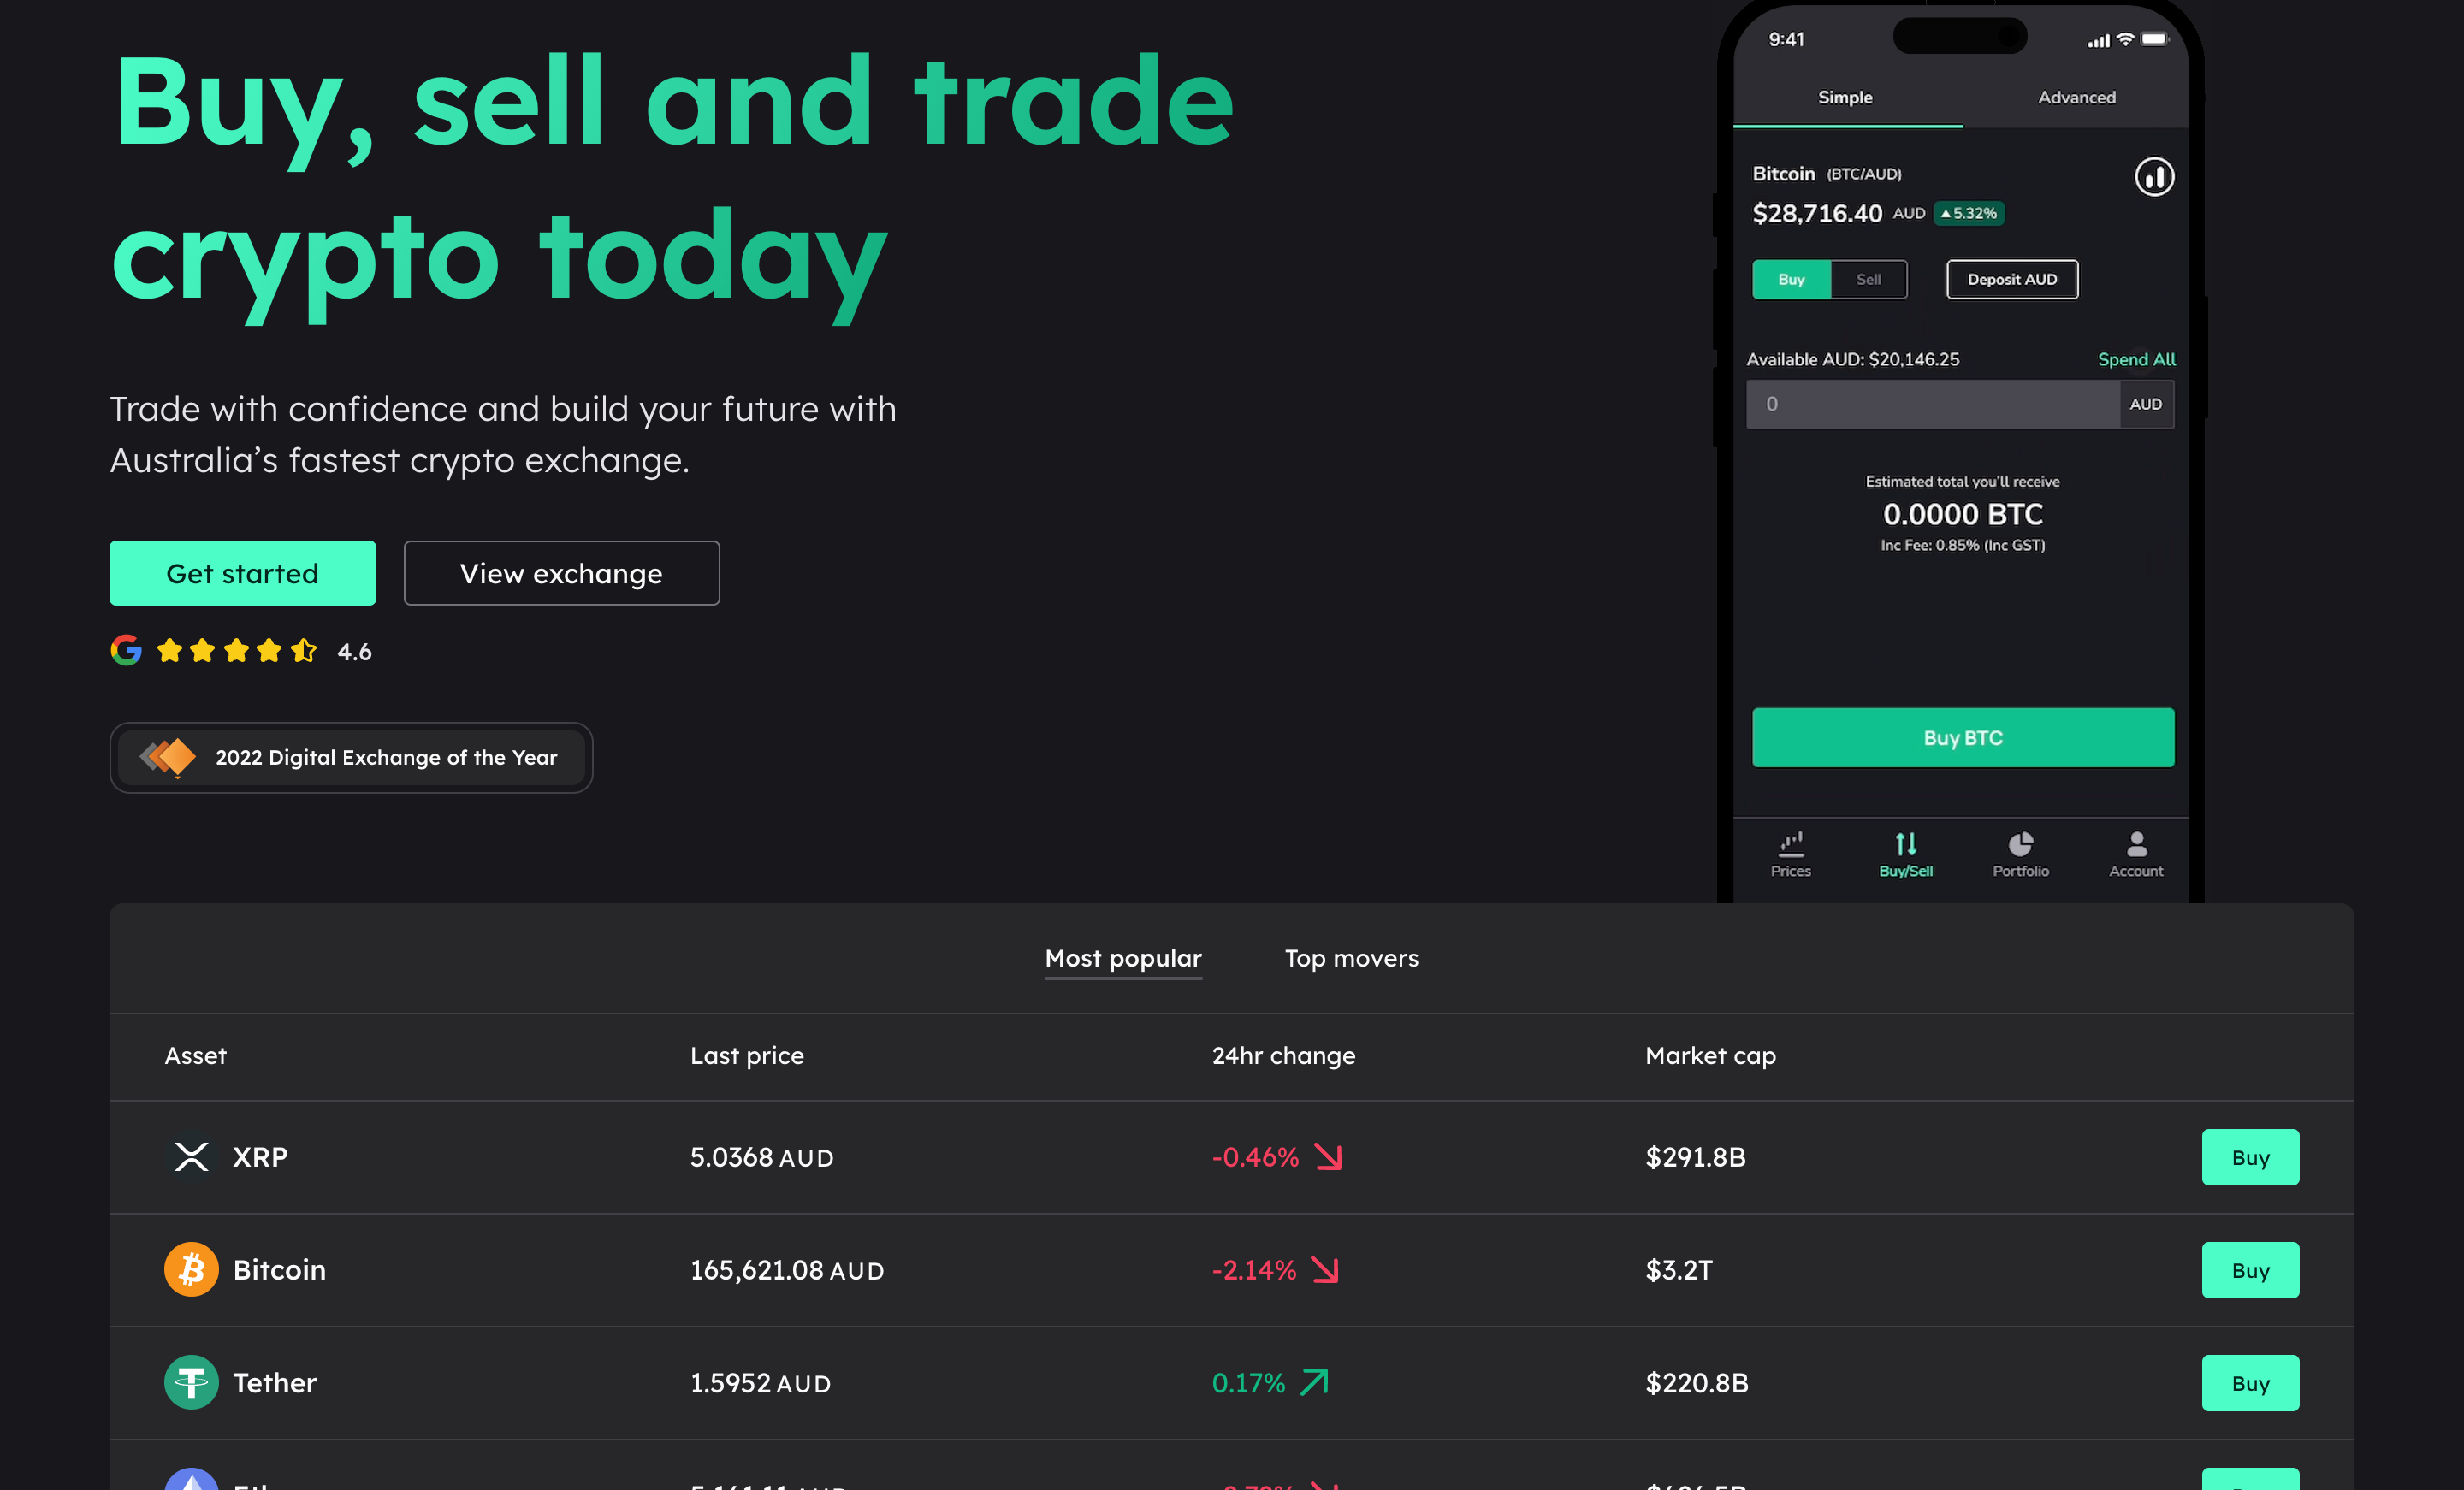 Buy, sell and trade
crypto today
Trade with confidence and build your future with
Australia’s fastest crypto exchange.
Get started
View exchange
4.6
2022 Digital Exchange of the Year
9:41
Simple
Advanced
Bitcoin (BTC/AUD)
$28,716.40 AUD ▲5.32%
Buy
Sell
Deposit AUD
Available AUD: $20,146.25
Spend All
0
AUD
Estimated total you'll receive
0.0000 BTC
Inc Fee: 0.85% (Inc GST)
Buy BTC
Prices
Buy/Sell
Portfolio
Account
Most popular
Top movers
Asset Last price 24hr change Market cap
XRP 5.0368 AUD -0.46% $291.8B Buy
Bitcoin 165,621.08 AUD -2.14% $3.2T Buy
Tether 1.5952 AUD 0.17% $220.8B Buy